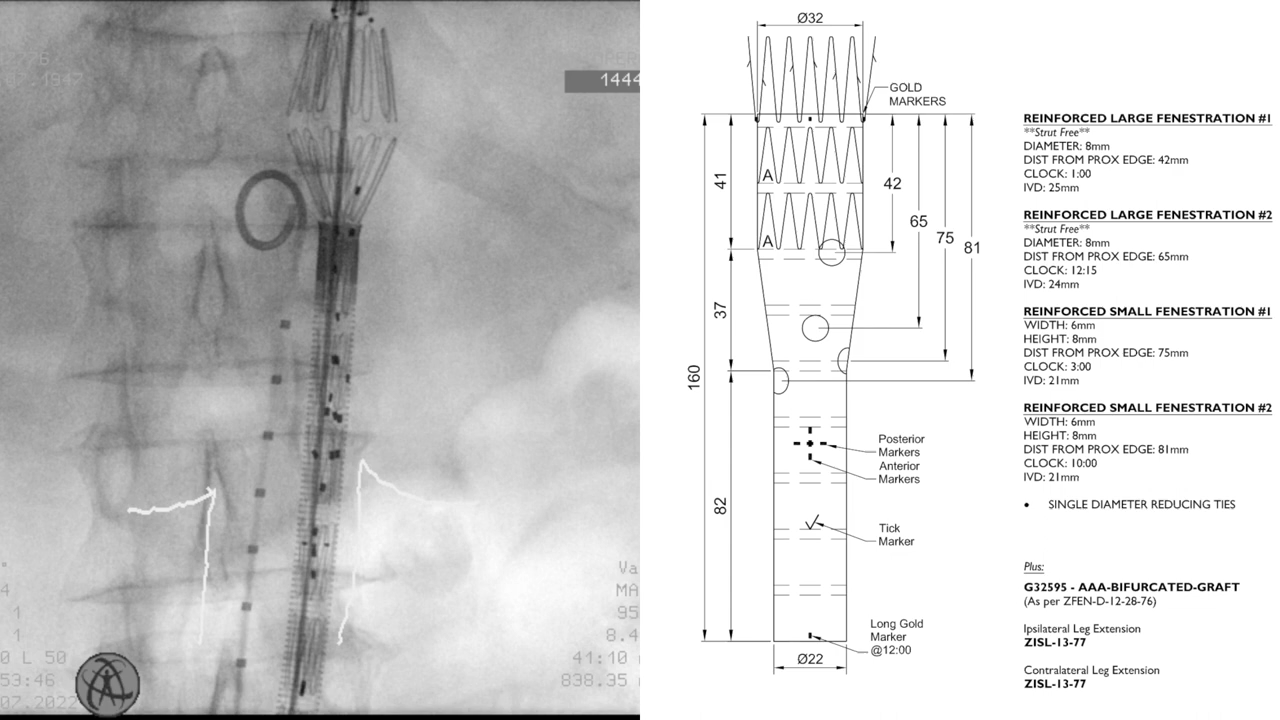 2776
07.1947
1444
4
1
1
0 L 50
53:46
07.2022
Va
MA
95
8.4
41:10
838.35
Ø32
GOLD
MARKERS
A
A
41
42
65
75
81
37
160
82
Posterior
Markers
Anterior
Markers
Tick
Marker
Long Gold
Marker
@12:00
Ø22
REINFORCED LARGE FENESTRATION #1
**Strut Free**
DIAMETER: 8mm
DIST FROM PROX EDGE: 42mm
CLOCK: 1:00
IVD: 25mm
REINFORCED LARGE FENESTRATION #2
**Strut Free**
DIAMETER: 8mm
DIST FROM PROX EDGE: 65mm
CLOCK: 12:15
IVD: 24mm
REINFORCED SMALL FENESTRATION #1
WIDTH: 6mm
HEIGHT: 8mm
DIST FROM PROX EDGE: 75mm
CLOCK: 3:00
IVD: 21mm
REINFORCED SMALL FENESTRATION #2
WIDTH: 6mm
HEIGHT: 8mm
DIST FROM PROX EDGE: 81mm
CLOCK: 10:00
IVD: 21mm
• SINGLE DIAMETER REDUCING TIES
Plus:
G32595 - AAA-BIFURCATED-GRAFT
(As per ZFEN-D-12-28-76)
Ipsilateral Leg Extension
ZISL-13-77
Contralateral Leg Extension
ZISL-13-77